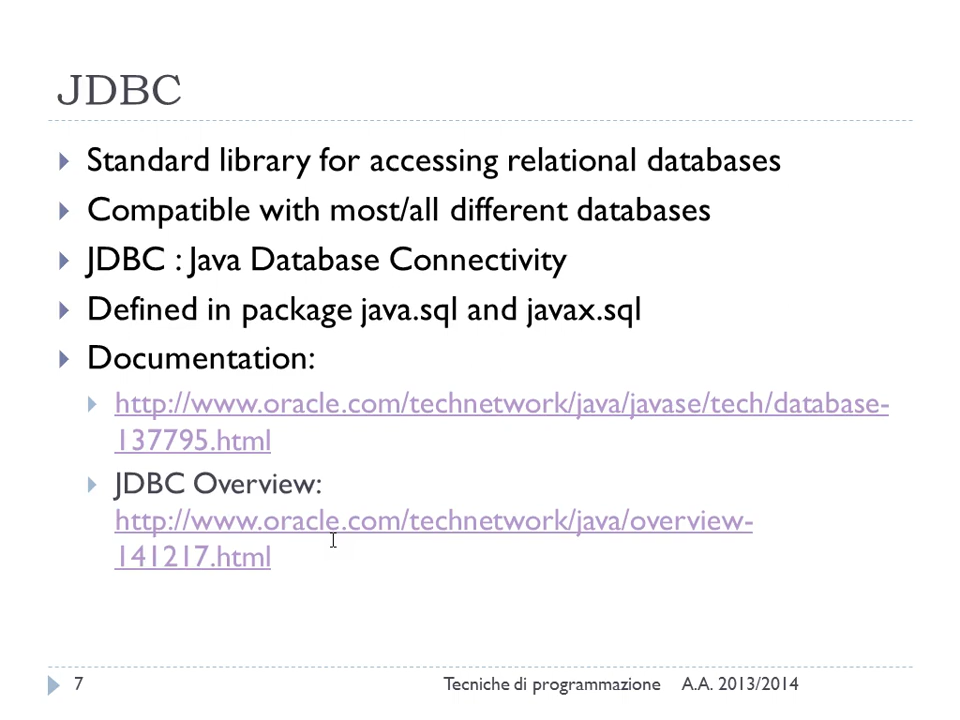 JDBC
Standard library for accessing relational databases
Compatible with most/all different databases
JDBC : Java Database Connectivity
Defined in package java.sql and javax.sql
Documentation:
http://www.oracle.com/technetwork/java/javase/tech/database-
137795.html
JDBC Overview:
http://www.oracle.com/technetwork/java/overview-
141217.html
7 Tecniche di programmazione A.A. 2013/2014